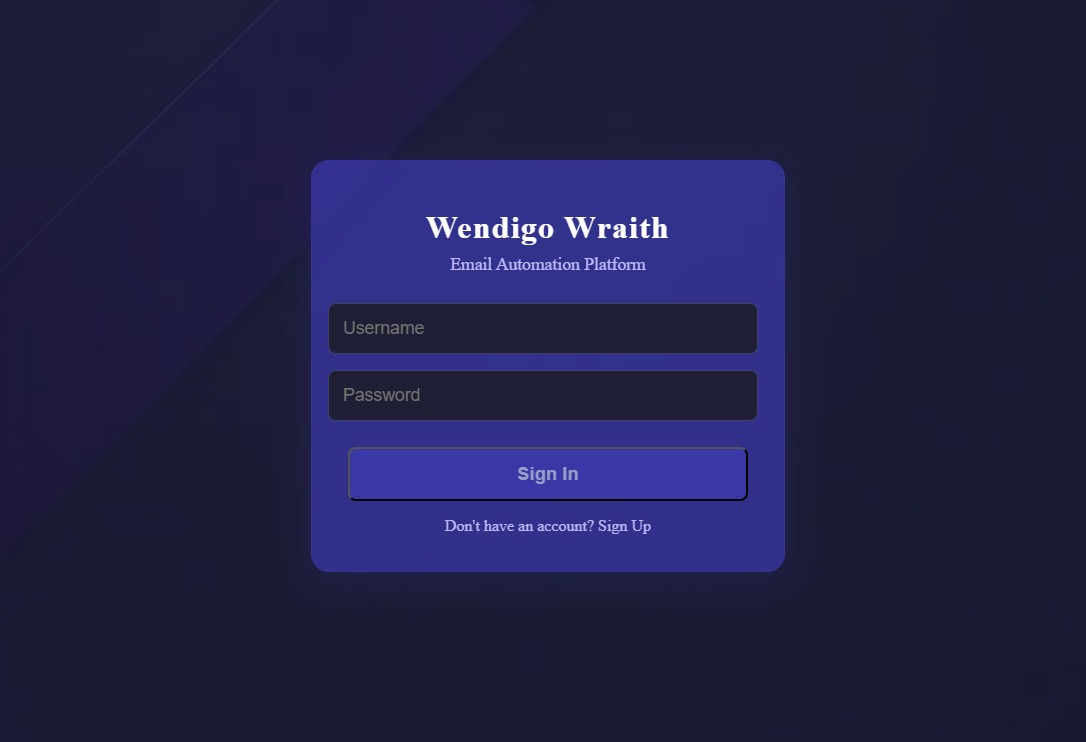 Wendigo Wraith
Email Automation Platform
Username
Password
Sign In
Don't have an account? Sign Up